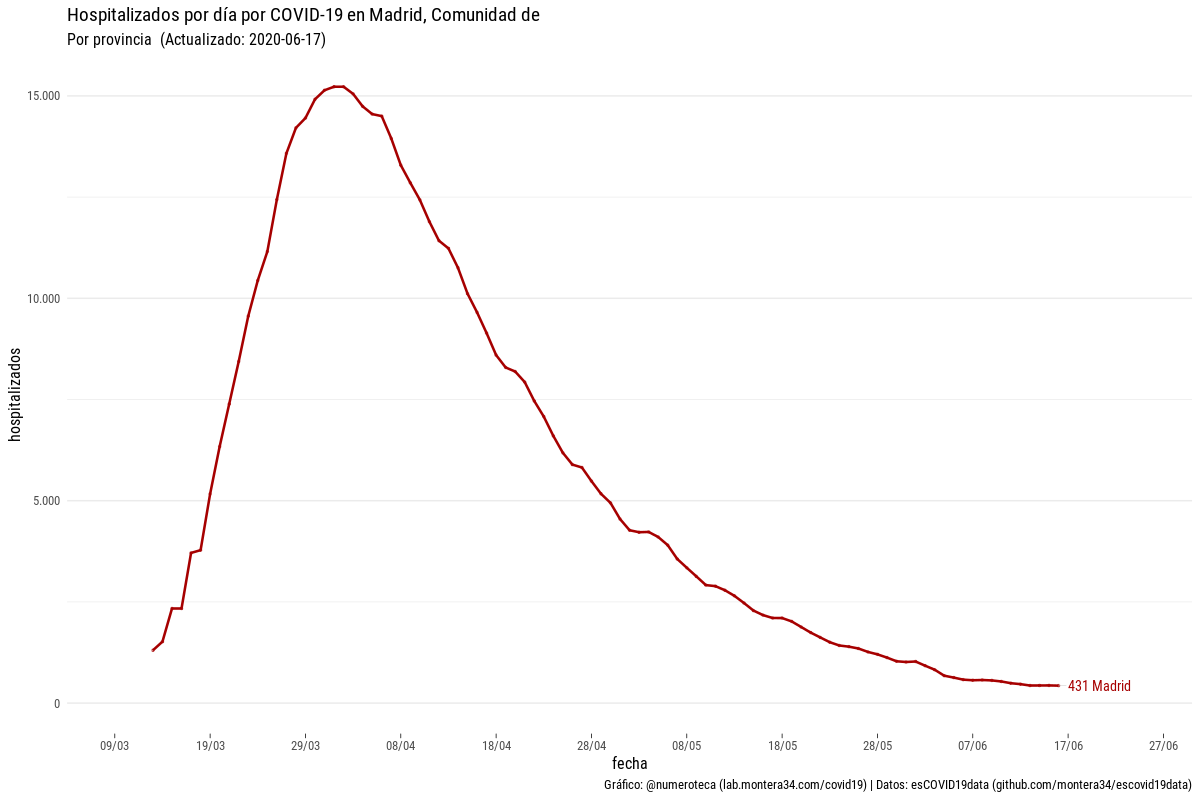 Hospitalizados por día por COVID-19 en Madrid, Comunidad de
Por provincia (Actualizado: 2020-06-17)
hospitalizados
15.000
10.000
5.000
0
431 Madrid
09/03
19/03
29/03
08/04
18/04
28/04
08/05
18/05
28/05
07/06
17/06
27/06
fecha
Gráfico: @numeroteca (lab.montera34.com/covid19) | Datos: esCOVID19data (github.com/montera34/escovid19data)